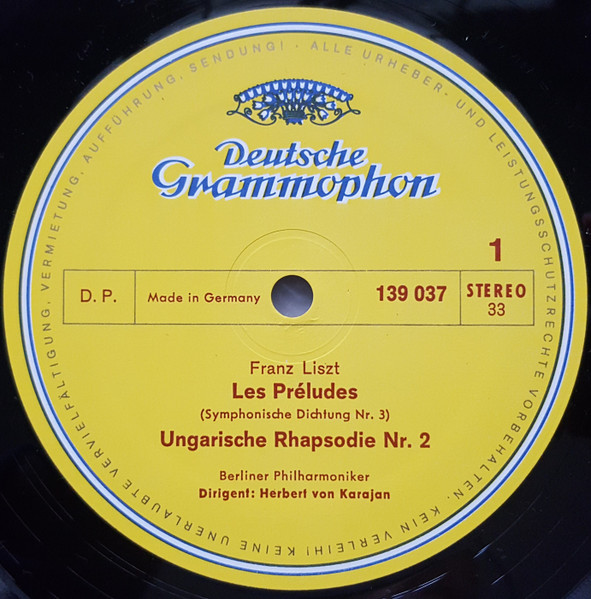 Deutsche
Grammophon
1
D. P.
Made in Germany
139 037
STEREO
33
Franz Liszt
Les Préludes
(Symphonische Dichtung Nr. 3)
Ungarische Rhapsodie Nr. 2
Berliner Philharmoniker
Dirigent: Herbert von Karajan
ALLE URHEBER- UND LEISTUNGSSCHUTZRECHTE VORBEHALTEN. KEIN VERLEIH! KEINE UNERLAUBTE VERVIELFÄLTIGUNG, VERMIETUNG, AUFFÜHRUNG, SENDUNG! ·